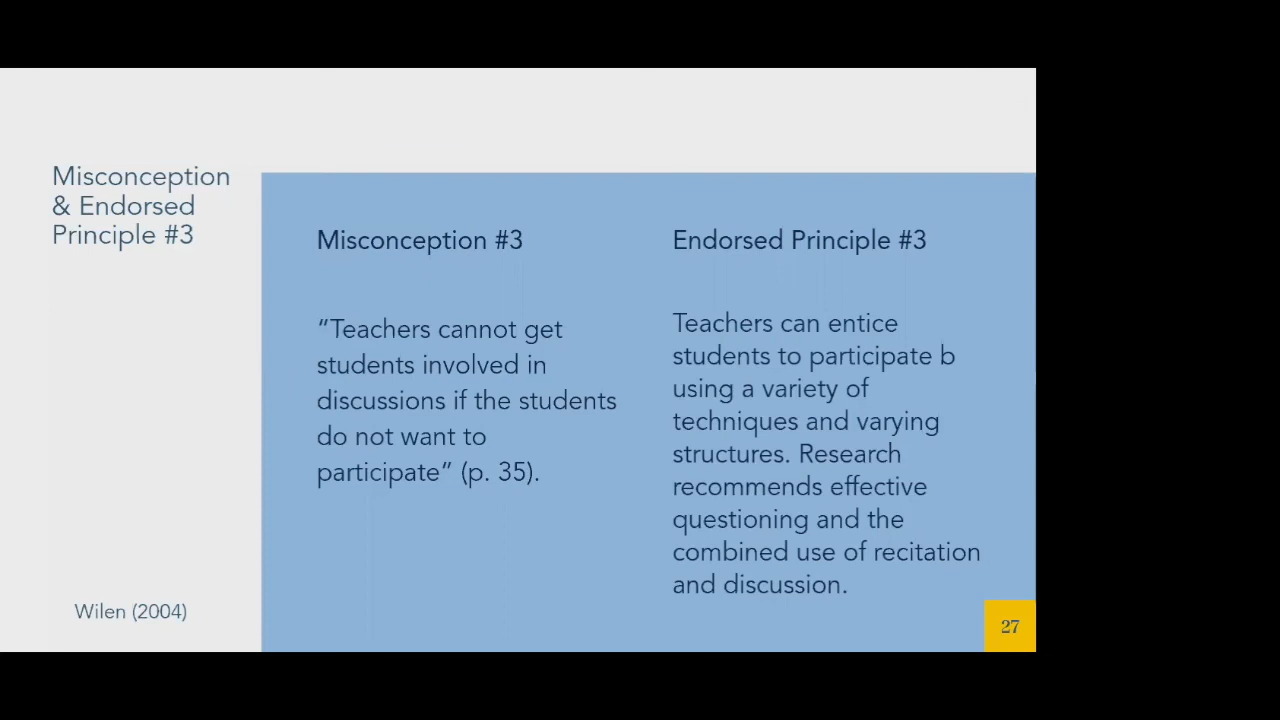 Misconception
& Endorsed
Principle #3
Misconception #3
“Teachers cannot get
students involved in
discussions if the students
do not want to
participate” (p. 35).
Endorsed Principle #3
Teachers can entice
students to participate b
using a variety of
techniques and varying
structures. Research
recommends effective
questioning and the
combined use of recitation
and discussion.
Wilen (2004)
27